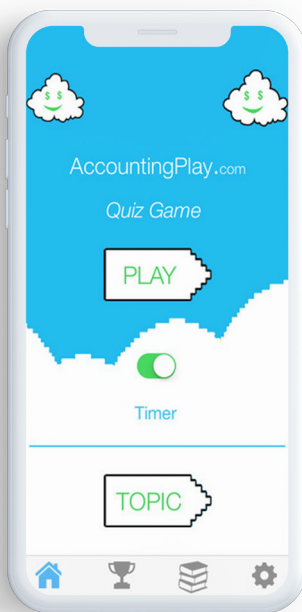 $ $
$ $
AccountingPlay.com
Quiz Game
PLAY
Timer
TOPIC